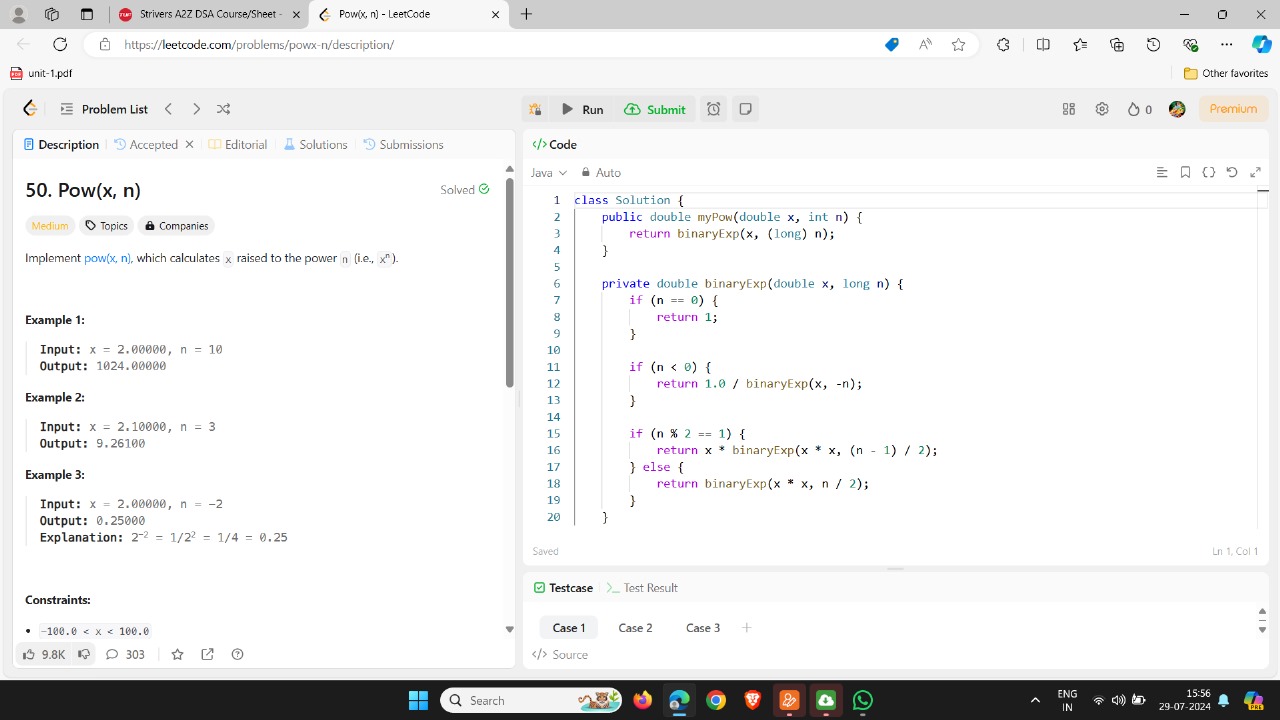 Strivers A2Z DSA Course/Sheet -
Pow(x, n) - LeetCode
https://leetcode.com/problems/powx-n/description/
unit-1.pdf
Other favorites
Problem List
Run
Submit
0
Premium
Description
Accepted
Editorial
Solutions
Submissions
50. Pow(x, n)
Solved
Medium
Topics
Companies
Implement pow(x, n), which calculates x raised to the power n (i.e., xⁿ).
Example 1:
Input: x = 2.00000, n = 10
Output: 1024.00000
Example 2:
Input: x = 2.10000, n = 3
Output: 9.26100
Example 3:
Input: x = 2.00000, n = -2
Output: 0.25000
Explanation: 2⁻² = 1/2² = 1/4 = 0.25
Constraints:
• -100.0 < x < 100.0
9.8K
303
</> Code
Java
Auto
1 class Solution {
2 public double myPow(double x, int n) {
3 return binaryExp(x, (long) n);
4 }
5
6 private double binaryExp(double x, long n) {
7 if (n == 0) {
8 return 1;
9 }
10
11 if (n < 0) {
12 return 1.0 / binaryExp(x, -n);
13 }
14
15 if (n % 2 == 1) {
16 return x * binaryExp(x * x, (n - 1) / 2);
17 } else {
18 return binaryExp(x * x, n / 2);
19 }
20 }
Saved
Ln 1, Col 1
Testcase
>_ Test Result
Case 1
Case 2
Case 3
+
</> Source
Search
ENG
IN
15:56
29-07-2024